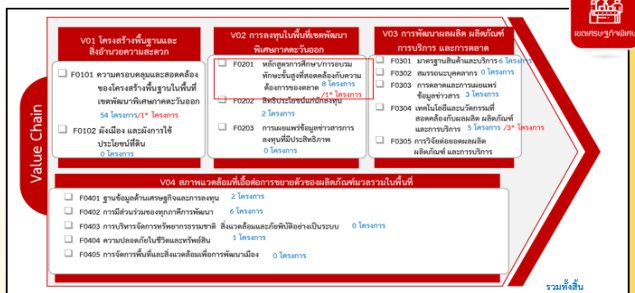 เขตเศรษฐกิจพิเศษ
Value Chain
V01 โครงสร้างพื้นฐานและ
สิ่งอำนวยความสะดวก
F0101 ความครอบคลุมและสอดคล้อง
ของโครงสร้างพื้นฐานในพื้นที่
เขตพัฒนาพิเศษภาคตะวันออก
54 โครงการ/1* โครงการ
F0102 ผังเมือง และผังการใช้
ประโยชน์ที่ดิน
0 โครงการ
V02 การลงทุนในพื้นที่เขตพัฒนา
พิเศษภาคตะวันออก
F0201 หลักสูตรการศึกษา/การอบรม
ทักษะขั้นสูงที่สอดคล้องกับความ
ต้องการของตลาด 8 โครงการ
/1* โครงการ
F0202 สิทธิประโยชน์แก่นักลงทุน
2 โครงการ
F0203 การเผยแพร่ข้อมูลข่าวสารการ
ลงทุนที่มีประสิทธิภาพ
0 โครงการ
V03 การพัฒนาผลผลิต ผลิตภัณฑ์
การบริการ และการตลาด
F0301 มาตรฐานสินค้าและบริการ 6 โครงการ
F0302 สมรรถนะบุคลากร 0 โครงการ
F0303 การตลาดและการเผยแพร่
ข้อมูลข่าวสาร 3 โครงการ
F0304 เทคโนโลยีและนวัตกรรมที่
สอดคล้องกับผลผลิต ผลิตภัณฑ์
และการบริการ 5 โครงการ /3* โครงการ
F0305 การวิจัยต่อยอดผลผลิต
ผลิตภัณฑ์ และการบริการ
V04 สภาพแวดล้อมที่เอื้อต่อการขยายตัวของผลิตภัณฑ์มวลรวมในพื้นที่
F0401 ฐานข้อมูลด้านเศรษฐกิจและการลงทุน 2 โครงการ
F0402 การมีส่วนร่วมของทุกภาคีการพัฒนา 6 โครงการ
F0403 การบริหารจัดการทรัพยากรธรรมชาติ สิ่งแวดล้อมและภัยพิบัติอย่างเป็นระบบ 0 โครงการ
F0404 ความปลอดภัยในชีวิตและทรัพย์สิน 1 โครงการ
F0405 การจัดการพื้นที่และสิ่งแวดล้อมเพื่อการพัฒนาเมือง 0 โครงการ
รวมทั้งสิ้น